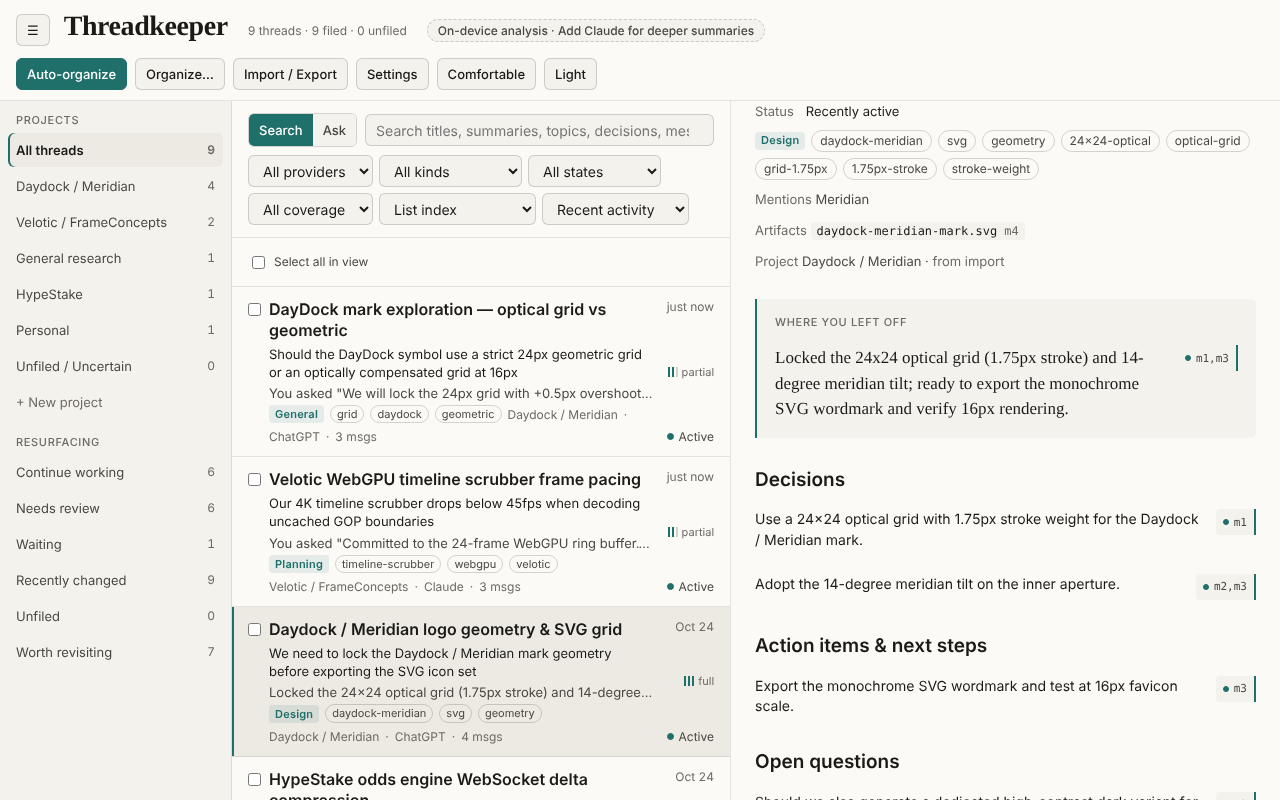 ☰
Threadkeeper
9 threads · 9 filed · 0 unfiled
On-device analysis · Add Claude for deeper summaries
Auto-organize
Organize...
Import / Export
Settings
Comfortable
Light
PROJECTS
All threads 9
Daydock / Meridian 4
Velotic / FrameConcepts 2
General research 1
HypeStake 1
Personal 1
Unfiled / Uncertain 0
+ New project
RESURFACING
Continue working 6
Needs review 6
Waiting 1
Recently changed 9
Unfiled 0
Worth revisiting 7
Search
Ask
Search titles, summaries, topics, decisions, mes
All providers
All kinds
All states
All coverage
List index
Recent activity
Select all in view
DayDock mark exploration — optical grid vs
geometric
just now
Should the DayDock symbol use a strict 24px geometric grid
or an optically compensated grid at 16px
partial
You asked "We will lock the 24px grid with +0.5px overshoot...
General grid daydock geometric Daydock / Meridian ·
ChatGPT · 3 msgs
Active
Velotic WebGPU timeline scrubber frame pacing
just now
Our 4K timeline scrubber drops below 45fps when decoding
uncached GOP boundaries
partial
You asked "Committed to the 24-frame WebGPU ring buffer....
Planning timeline-scrubber webgpu velotic
Velotic / FrameConcepts · Claude · 3 msgs
Active
Daydock / Meridian logo geometry & SVG grid
Oct 24
We need to lock the Daydock / Meridian mark geometry
before exporting the SVG icon set
full
Locked the 24×24 optical grid (1.75px stroke) and 14-degree...
Design daydock-meridian svg geometry
Daydock / Meridian · ChatGPT · 4 msgs
Active
HypeStake odds engine WebSocket delta
compression
Oct 24
Status Recently active
Design daydock-meridian svg geometry 24×24-optical optical-grid
grid-1.75px 1.75px-stroke stroke-weight
Mentions Meridian
Artifacts daydock-meridian-mark.svg m4
Project Daydock / Meridian · from import
WHERE YOU LEFT OFF
Locked the 24x24 optical grid (1.75px stroke) and 14-
degree meridian tilt; ready to export the monochrome
SVG wordmark and verify 16px rendering.
m1,m3
Decisions
Use a 24×24 optical grid with 1.75px stroke weight for the Daydock
/ Meridian mark.
m1
Adopt the 14-degree meridian tilt on the inner aperture.
m2,m3
Action items & next steps
Export the monochrome SVG wordmark and test at 16px favicon
scale.
m3
Open questions
Should we also generate a dedicated high-contrast dark variant for